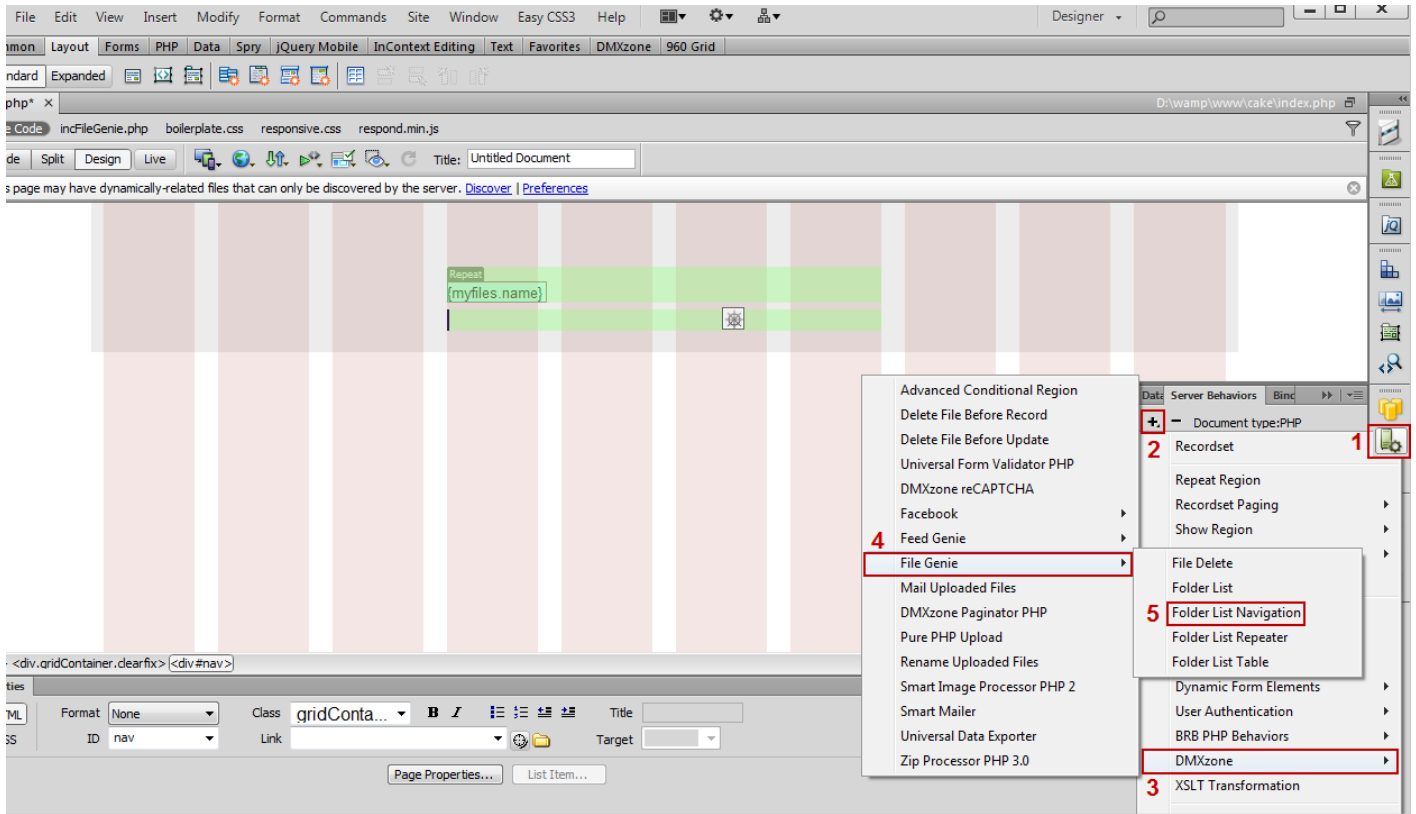 File Edit View Insert Modify Format Commands Site Window Easy CSS3 Help Designer
mmon Layout Forms PHP Data Spry jQuery Mobile InContext Editing Text Favorites DMXzone 960 Grid
ndard Expanded
php* D:\wamp\www\cake\index.php
e Code incFileGenie.php boilerplate.css responsive.css respond.min.js
de Split Design Live Title: Untitled Document
s page may have dynamically-related files that can only be discovered by the server. Discover | Preferences
jQ
Repeat
{myfiles.name}
Advanced Conditional Region
Delete File Before Record
Delete File Before Update
Universal Form Validator PHP
DMXzone reCAPTCHA
Facebook
4 Feed Genie
File Genie
Mail Uploaded Files
DMXzone Paginator PHP
Pure PHP Upload
Rename Uploaded Files
Smart Image Processor PHP 2
Smart Mailer
Universal Data Exporter
Zip Processor PHP 3.0
File Delete
Folder List
5 Folder List Navigation
Folder List Repeater
Folder List Table
Data Server Behaviors Bind
+ - Document type:PHP
2 Recordset 1
Repeat Region
Recordset Paging
Show Region
Dynamic Form Elements
User Authentication
BRB PHP Behaviors
DMXzone
3 XSLT Transformation
<div.gridContainer.clearfix> <div#nav>
ties
TML Format None Class gridConta... B I Title
SS ID nav Link Target
Page Properties... List Item...